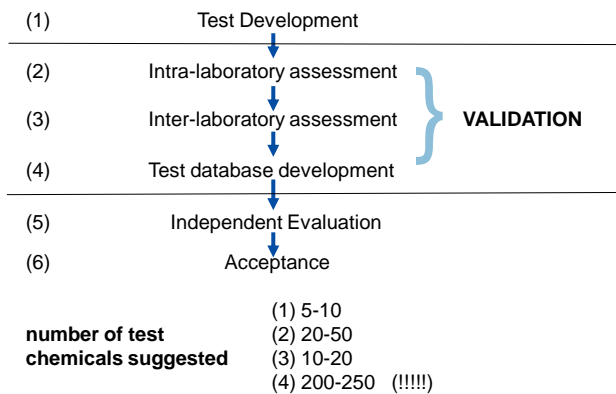 (1) Test Development
(2) Intra-laboratory assessment
(3) Inter-laboratory assessment VALIDATION
(4) Test database development
(5) Independent Evaluation
(6) Acceptance
(1) 5-10
number of test (2) 20-50
chemicals suggested (3) 10-20
(4) 200-250 (!!!!!)